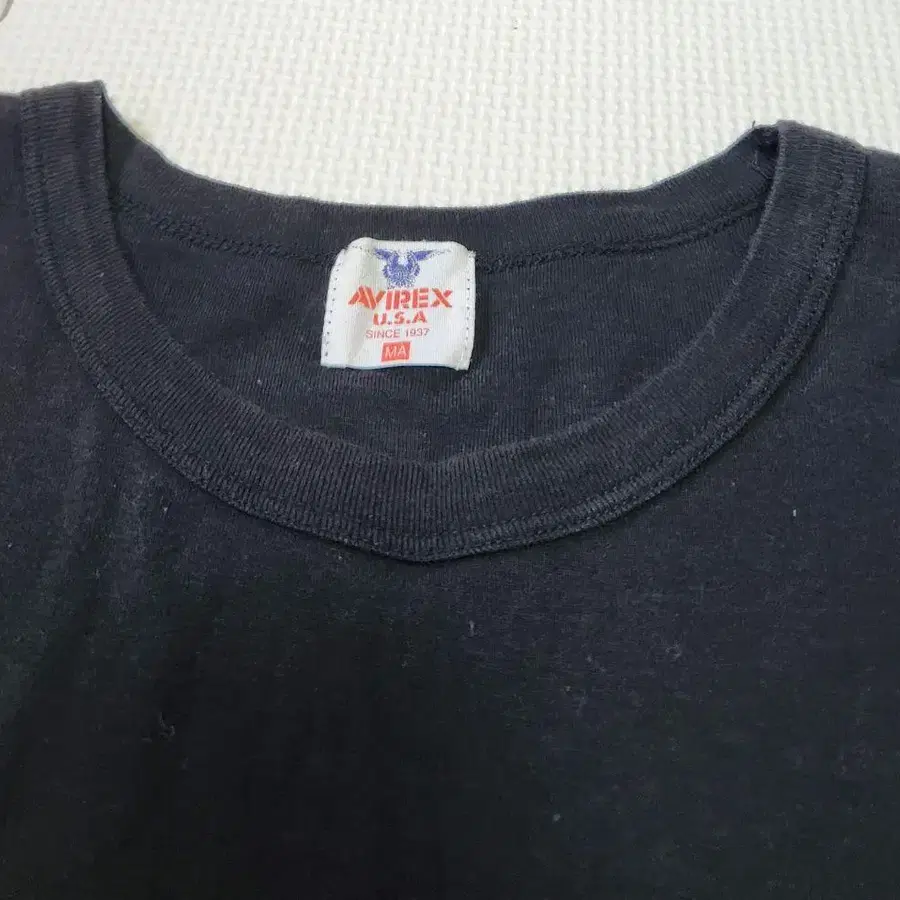 AVIREX
U.S.A
SINCE 1937
MA